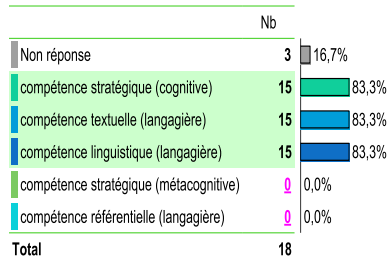 Nb
Non réponse 3 16,7%
compétence stratégique (cognitive) 15 83,3%
compétence textuelle (langagière) 15 83,3%
compétence linguistique (langagière) 15 83,3%
compétence stratégique (métacognitive) 0 0,0%
compétence référentielle (langagière) 0 0,0%
Total 18